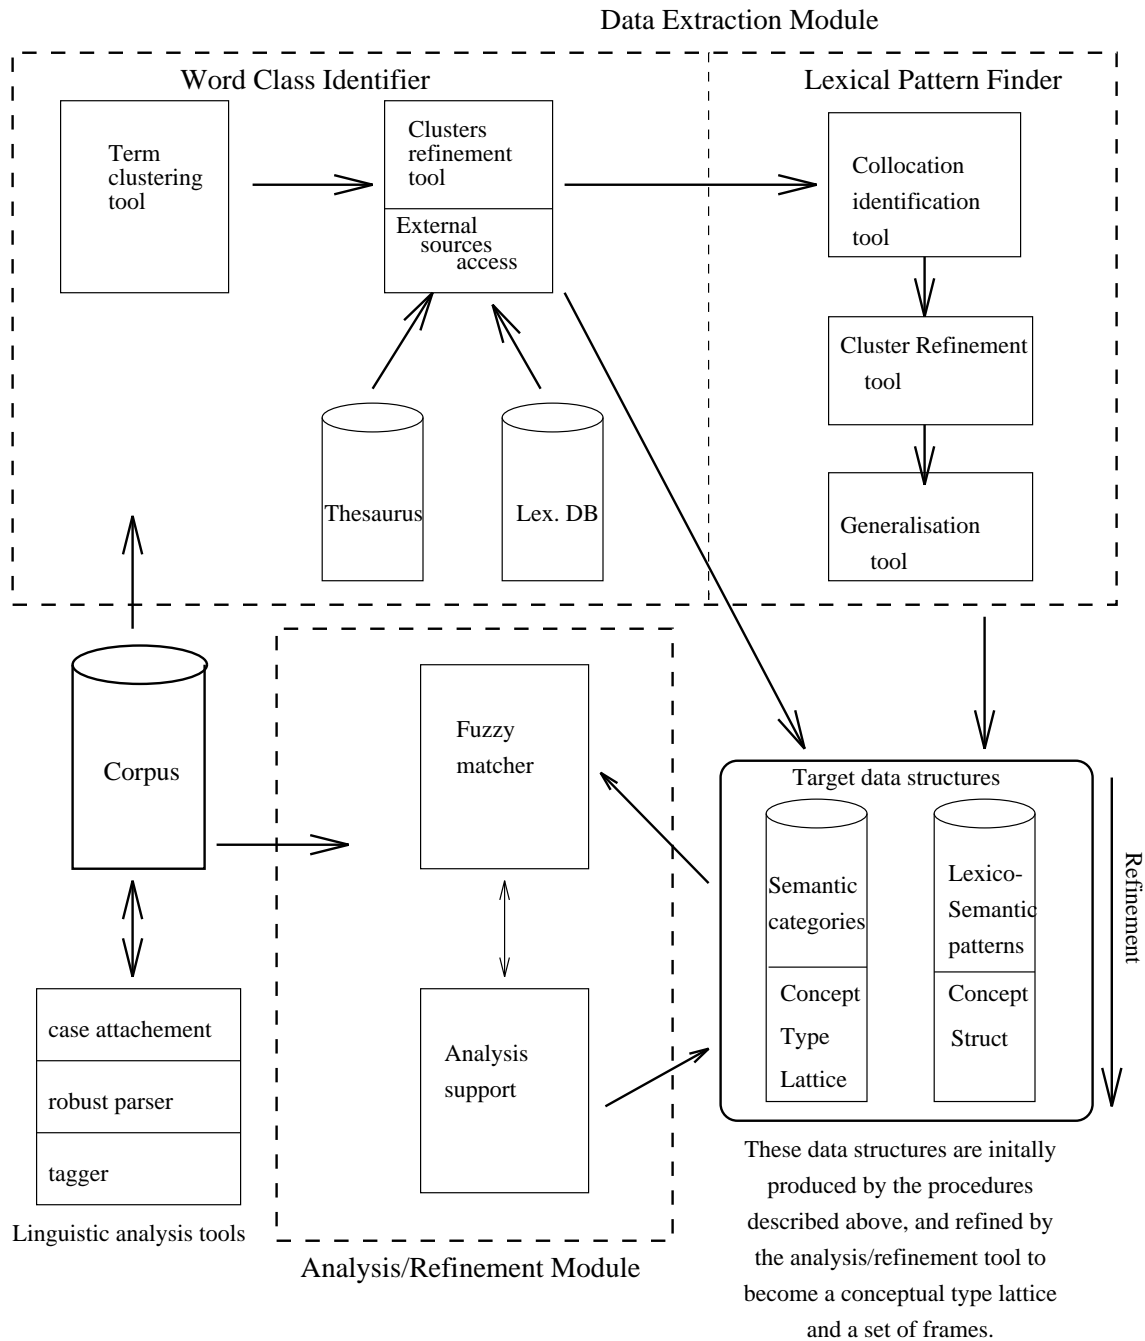 Data Extraction Module
Word Class Identifier
Lexical Pattern Finder
Term
clustering
tool
Clusters
refinement
tool
External
sources
access
Collocation
identification
tool
Cluster Refinement
tool
Generalisation
tool
Thesaurus
Lex. DB
Corpus
Fuzzy
matcher
Analysis
support
Target data structures
Semantic
categories
Concept
Type
Lattice
Lexico-
Semantic
patterns
Concept
Struct
Refinement
case attachement
robust parser
tagger
Linguistic analysis tools
Analysis/Refinement Module
These data structures are initally
produced by the procedures
described above, and refined by
the analysis/refinement tool to
become a conceptual type lattice
and a set of frames.